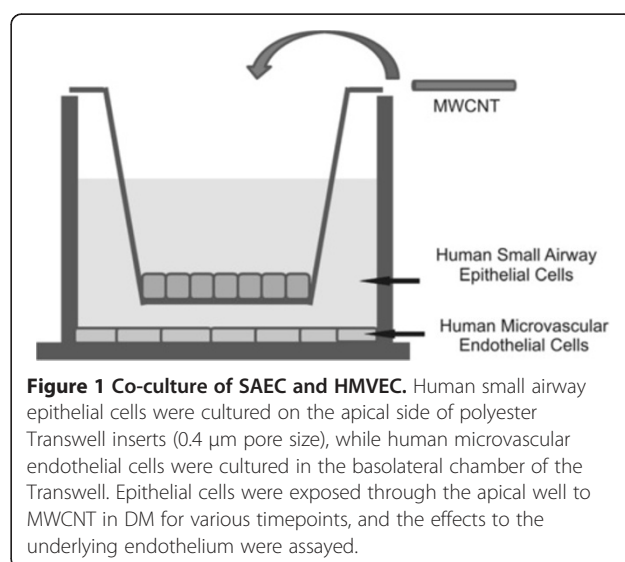 MWCNT
Human Small Airway
Epithelial Cells
Human Microvascular
Endothelial Cells
Figure 1 Co-culture of SAEC and HMVEC. Human small airway
epithelial cells were cultured on the apical side of polyester
Transwell inserts (0.4 μm pore size), while human microvascular
endothelial cells were cultured in the basolateral chamber of the
Transwell. Epithelial cells were exposed through the apical well to
MWCNT in DM for various timepoints, and the effects to the
underlying endothelium were assayed.